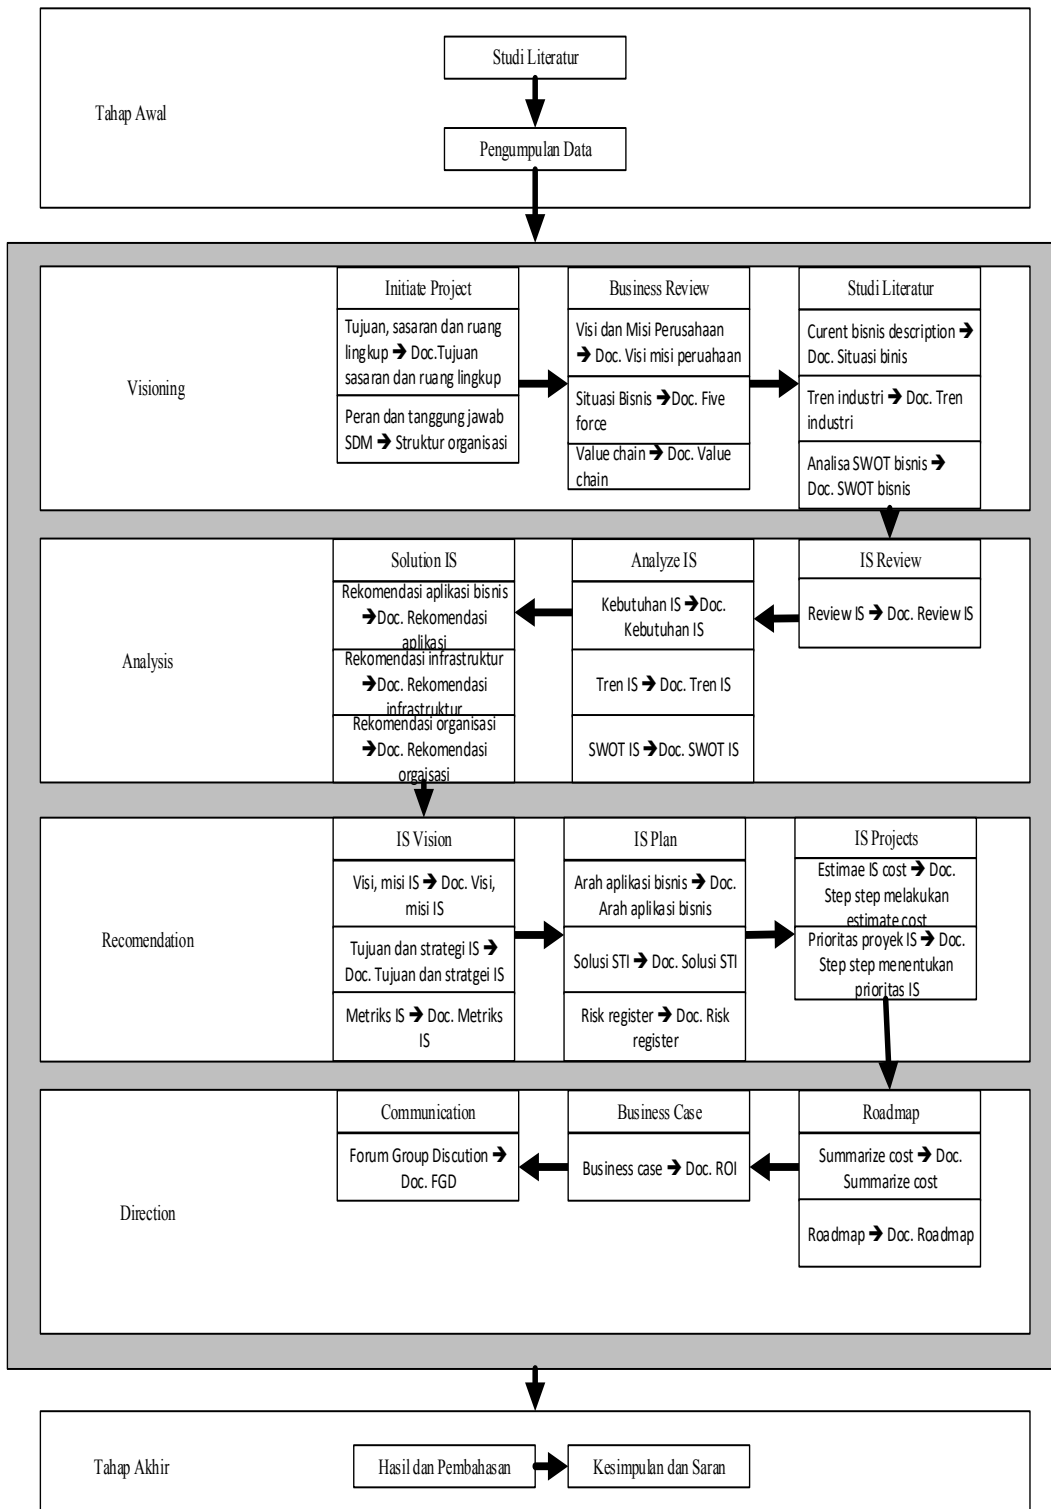 Studi Literatur
Tahap Awal
Pengumpulan Data
Visioning
Initiate Project
Tujuan, sasaran dan ruang
lingkup ➔ Doc.Tujuan
sasaran dan ruang lingkup
Peran dan tanggung jawab
SDM ➔ Struktur organisasi
Business Review
Visi dan Misi Perusahaan
➔ Doc. Visi misi peruahaan
Situasi Bisnis ➔Doc. Five
force
Value chain ➔ Doc. Value
chain
Studi Literatur
Curent bisnis description ➔
Doc. Situasi binis
Tren industri ➔ Doc. Tren
industri
Analisa SWOT bisnis ➔
Doc. SWOT bisnis
Analysis
Solution IS
Rekomendasi aplikasi bisnis
➔Doc. Rekomendasi
aplikasi
Rekomendasi infrastruktur
➔Doc. Rekomendasi
infrastruktur
Rekomendasi organisasi
➔Doc. Rekomendasi
orgaisasi
Analyze IS
Kebutuhan IS ➔Doc.
Kebutuhan IS
Tren IS ➔ Doc. Tren IS
SWOT IS ➔Doc. SWOT IS
IS Review
Review IS ➔ Doc. Review IS
Recomendation
IS Vision
Visi, misi IS ➔ Doc. Visi,
misi IS
Tujuan dan strategi IS ➔
Doc. Tujuan dan stratgei IS
Metriks IS ➔ Doc. Metriks
IS
IS Plan
Arah aplikasi bisnis ➔ Doc.
Arah aplikasi bisnis
Solusi STI ➔ Doc. Solusi STI
Risk register ➔ Doc. Risk
register
IS Projects
Estimae IS cost ➔ Doc.
Step step melakukan
estimate cost
Prioritas proyek IS ➔ Doc.
Step step menentukan
prioritas IS
Direction
Communication
Forum Group Discution ➔
Doc. FGD
Business Case
Business case ➔ Doc. ROI
Roadmap
Summarize cost ➔ Doc.
Summarize cost
Roadmap ➔ Doc. Roadmap
Tahap Akhir
Hasil dan Pembahasan
Kesimpulan dan Saran